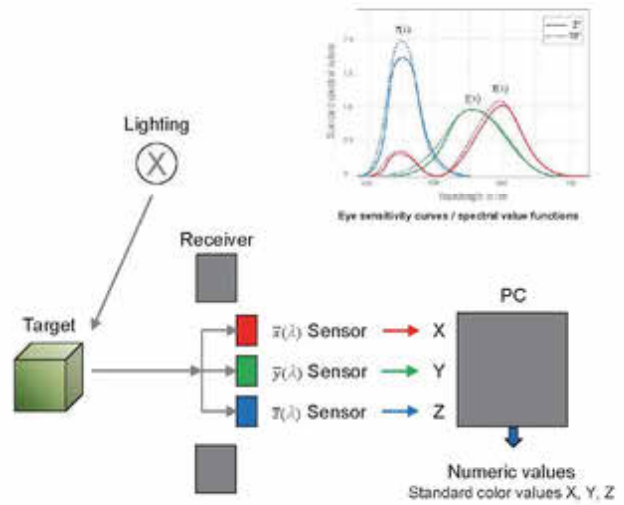 2°
10°
z̄(λ)
x̄(λ)
ȳ(λ)
Eye sensitivity curves / spectral value functions
Lighting
Receiver
PC
Target
x̄(λ) Sensor
X
ȳ(λ) Sensor
Y
z̄(λ) Sensor
Z
Numeric values
Standard color values X, Y, Z